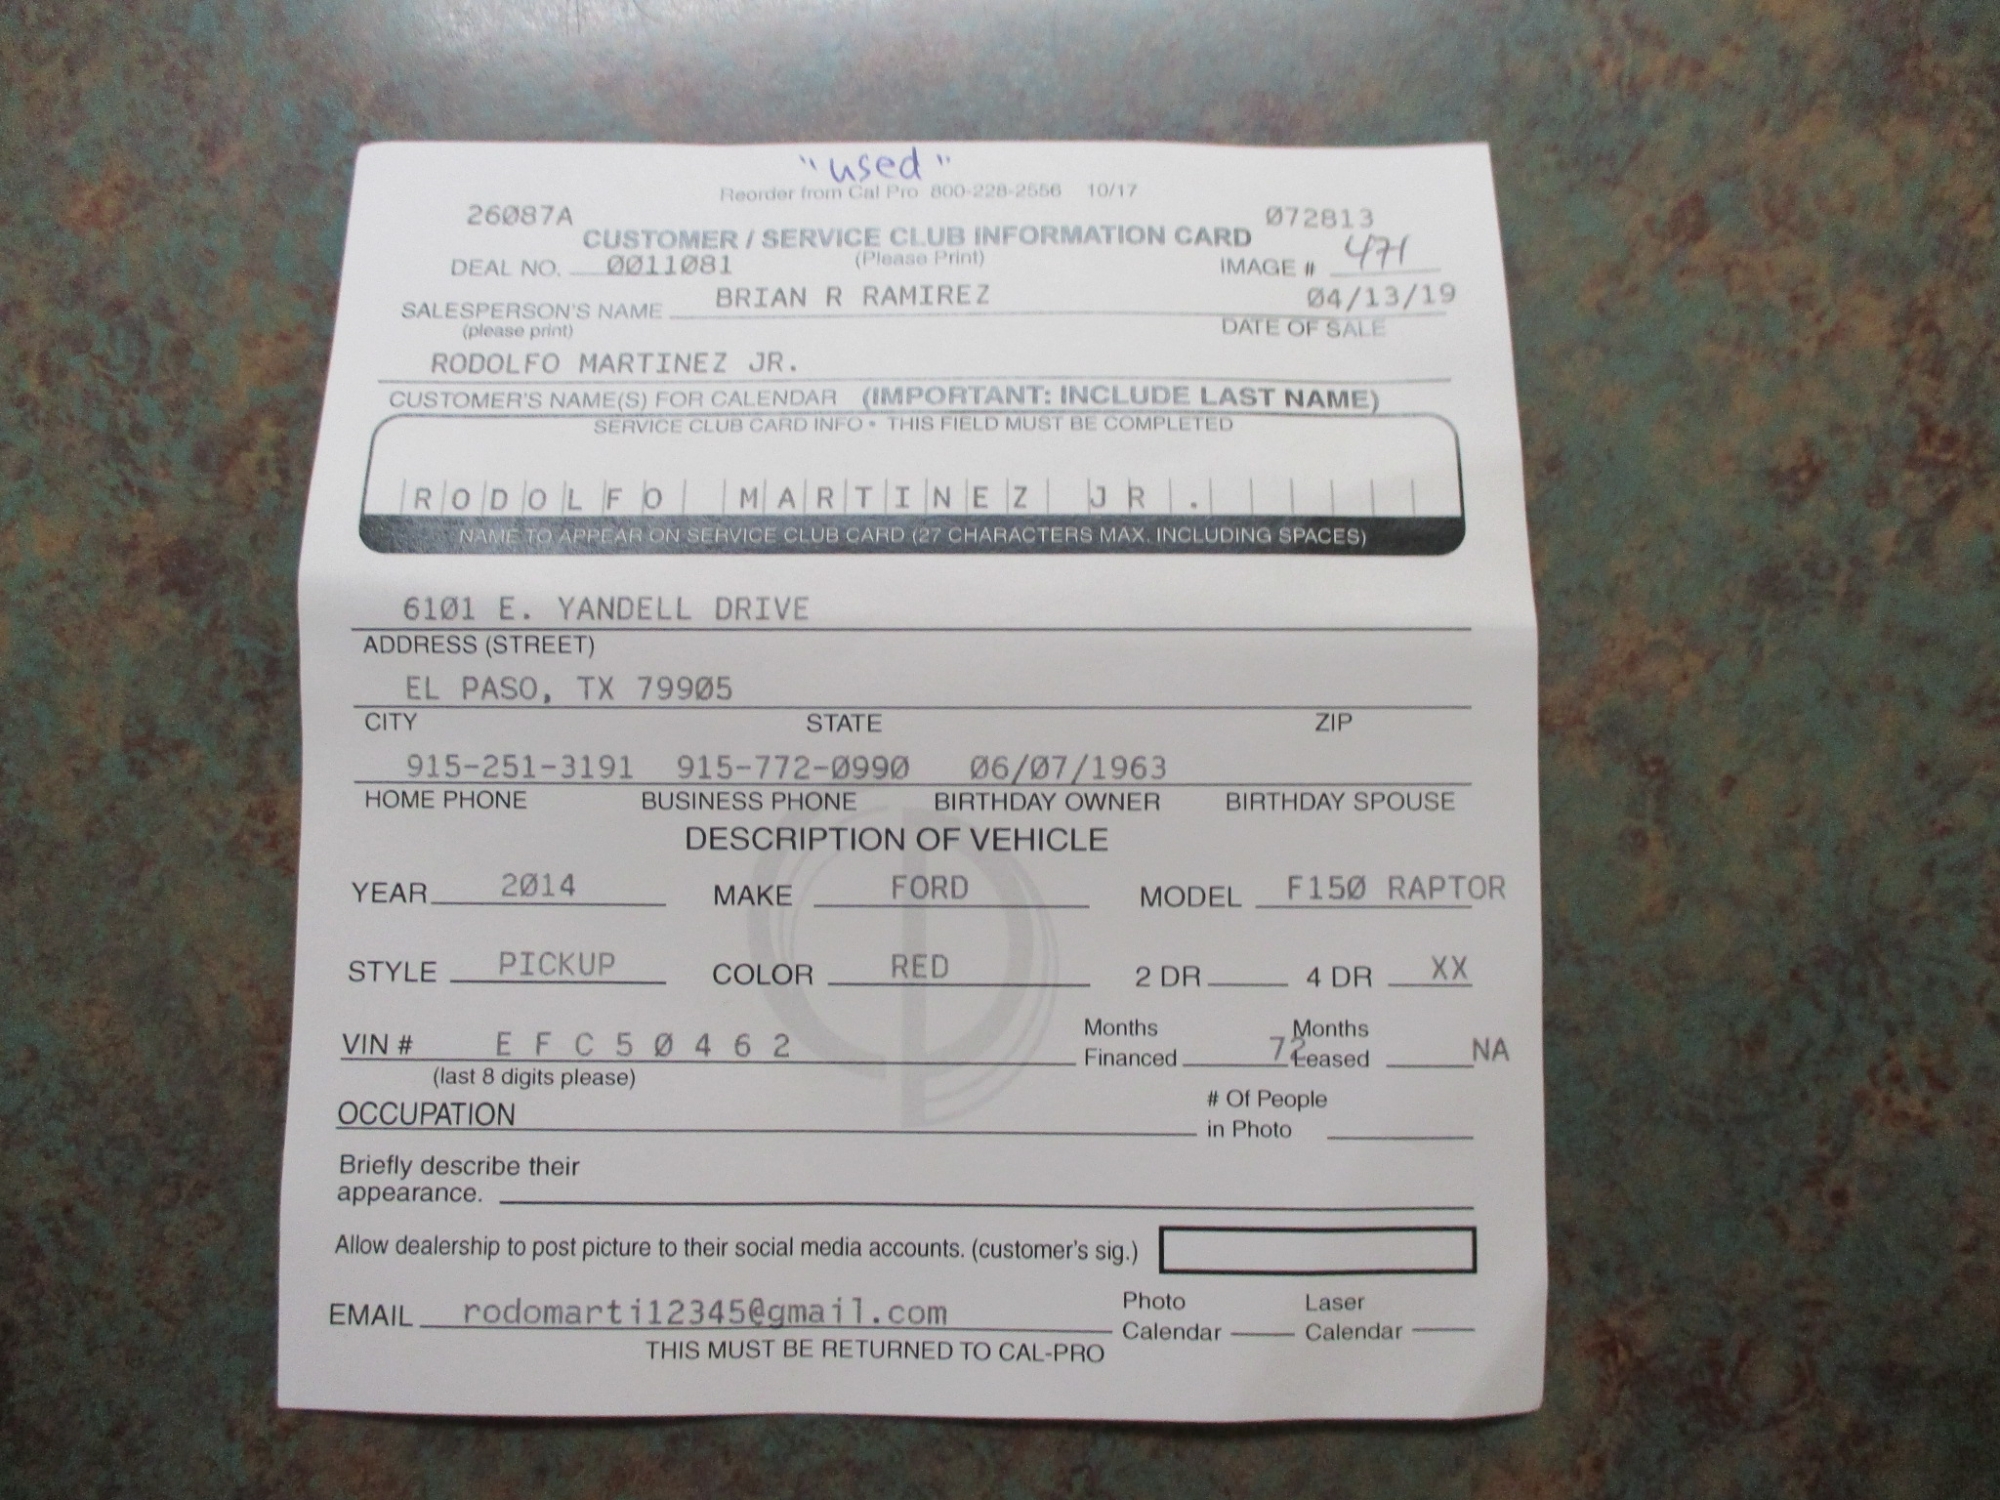 "used"
Reorder from Cal Pro 800-228-2556 10/17
26087A 072813
CUSTOMER / SERVICE CLUB INFORMATION CARD
DEAL NO. 0011081 (Please Print) IMAGE # 471
SALESPERSON'S NAME BRIAN R RAMIREZ 04/13/19
(please print) DATE OF SALE
RODOLFO MARTINEZ JR.
CUSTOMER'S NAME(S) FOR CALENDAR (IMPORTANT: INCLUDE LAST NAME)
SERVICE CLUB CARD INFO • THIS FIELD MUST BE COMPLETED
RODOLFO MARTINEZ JR.
NAME TO APPEAR ON SERVICE CLUB CARD (27 CHARACTERS MAX. INCLUDING SPACES)
6101 E. YANDELL DRIVE
ADDRESS (STREET)
EL PASO, TX 79905
CITY STATE ZIP
915-251-3191 915-772-0990 06/07/1963
HOME PHONE BUSINESS PHONE BIRTHDAY OWNER BIRTHDAY SPOUSE
DESCRIPTION OF VEHICLE
YEAR 2014 MAKE FORD MODEL F150 RAPTOR
STYLE PICKUP COLOR RED 2 DR 4 DR XX
VIN # E F C 5 0 4 6 2 Months Financed 72 Months Leased NA
(last 8 digits please)
OCCUPATION # Of People in Photo
Briefly describe their
appearance.
Allow dealership to post picture to their social media accounts. (customer's sig.)
EMAIL rodomarti12345@gmail.com Photo Calendar Laser Calendar
THIS MUST BE RETURNED TO CAL-PRO